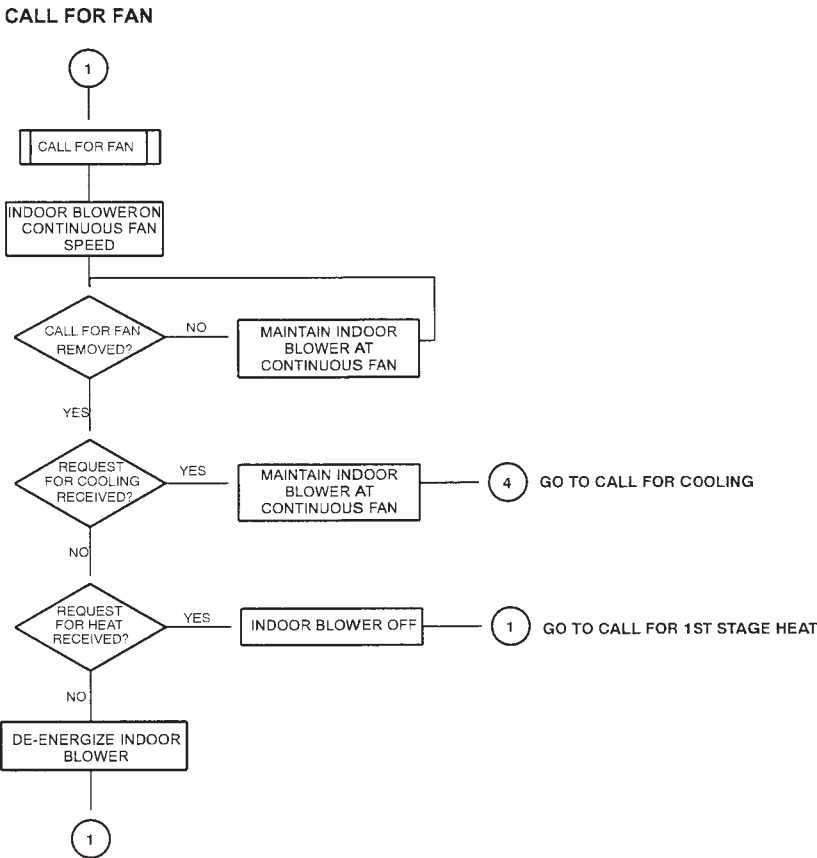 CALL FOR FAN
1
CALL FOR FAN
INDOOR BLOWER ON
CONTINUOUS FAN
SPEED
CALL FOR FAN
REMOVED?
NO
MAINTAIN INDOOR
BLOWER AT
CONTINUOUS FAN
YES
REQUEST
FOR COOLING
RECEIVED?
YES
MAINTAIN INDOOR
BLOWER AT
CONTINUOUS FAN
4
GO TO CALL FOR COOLING
NO
REQUEST
FOR HEAT
RECEIVED?
YES
INDOOR BLOWER OFF
1
GO TO CALL FOR 1ST STAGE HEAT
NO
DE-ENERGIZE INDOOR
BLOWER
1